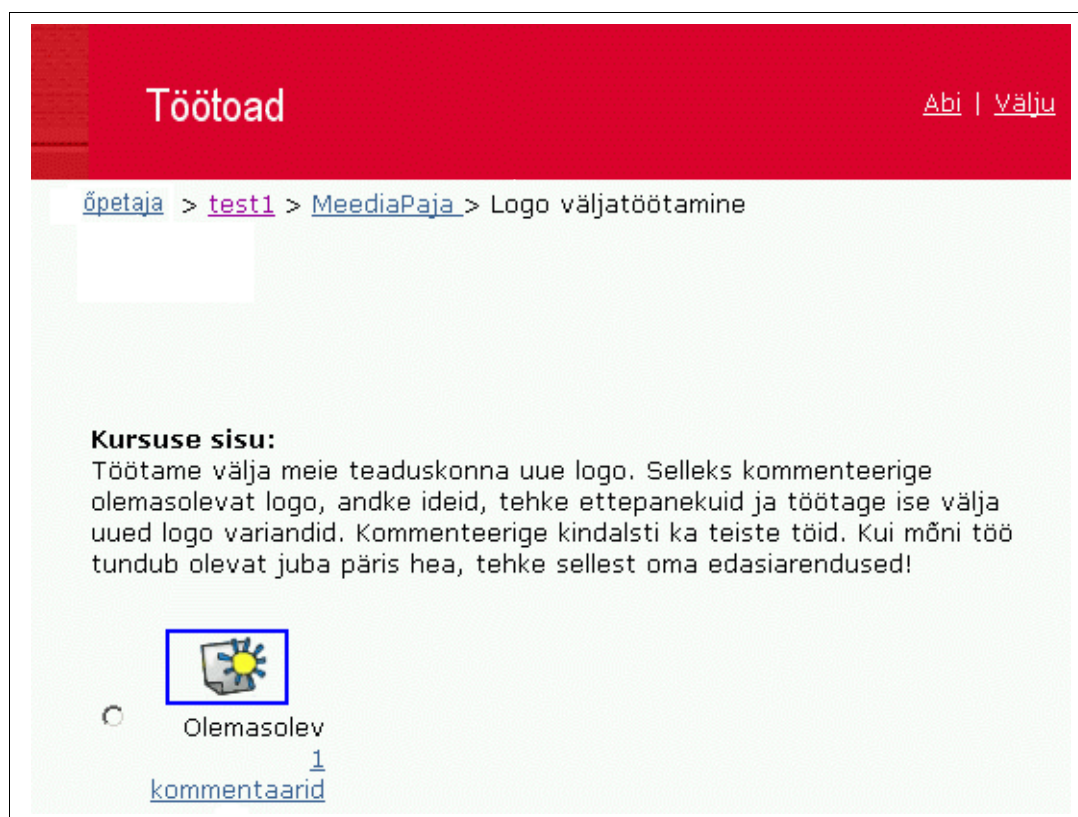 Töötoad
Abi | Välju
õpetaja > test1 > MeediaPaja > Logo väljatöötamine
Kursuse sisu:
Töötame välja meie teaduskonna uue logo. Selleks kommenteerige
olemasolevat logo, andke ideid, tehke ettepanekuid ja töötage ise välja
uued logo variandid. Kommenteerige kindalsti ka teiste töid. Kui mõni töö
tundub olevat juba päris hea, tehke sellest oma edasiarendused!
Olemasolev
1
kommentaarid